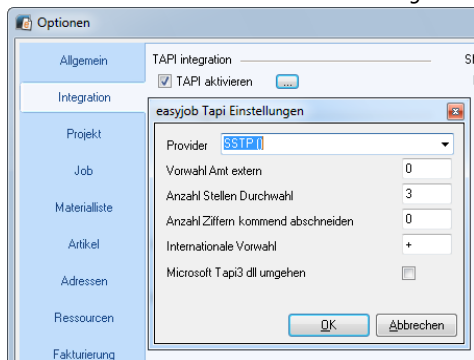 Optionen
Allgemein
TAPI integration
TAPI aktivieren ...
Integration
easyjob Tapi Einstellungen
Projekt
Provider SSTP ()
Job
Vorwahl Amt extern 0
Anzahl Stellen Durchwahl 3
Materialliste
Anzahl Ziffern kommend abschneiden 0
Artikel
Internationale Vorwahl +
Adressen
Microsoft Tapi3 dll umgehen
Ressourcen
OK Abbrechen
Fakturierung